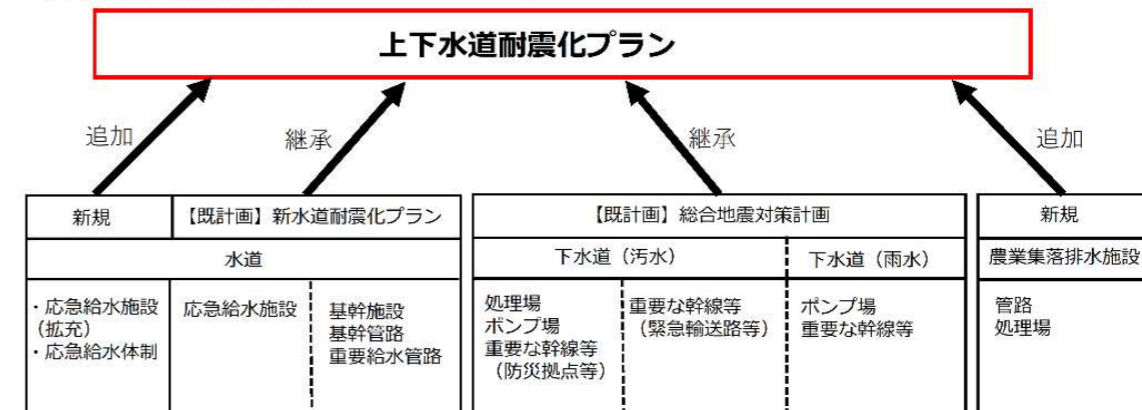 上下水道耐震化プラン
追加
継承
継承
追加
新規
【既計画】新水道耐震化プラン
水道
・応急給水施設
（拡充）
・応急給水体制
応急給水施設
基幹施設
基幹管路
重要給水管路
【既計画】総合地震対策計画
下水道（汚水）
下水道（雨水）
処理場
ポンプ場
重要な幹線等
（防災拠点等）
重要な幹線等
（緊急輸送路等）
ポンプ場
重要な幹線等
新規
農業集落排水施設
管路
処理場